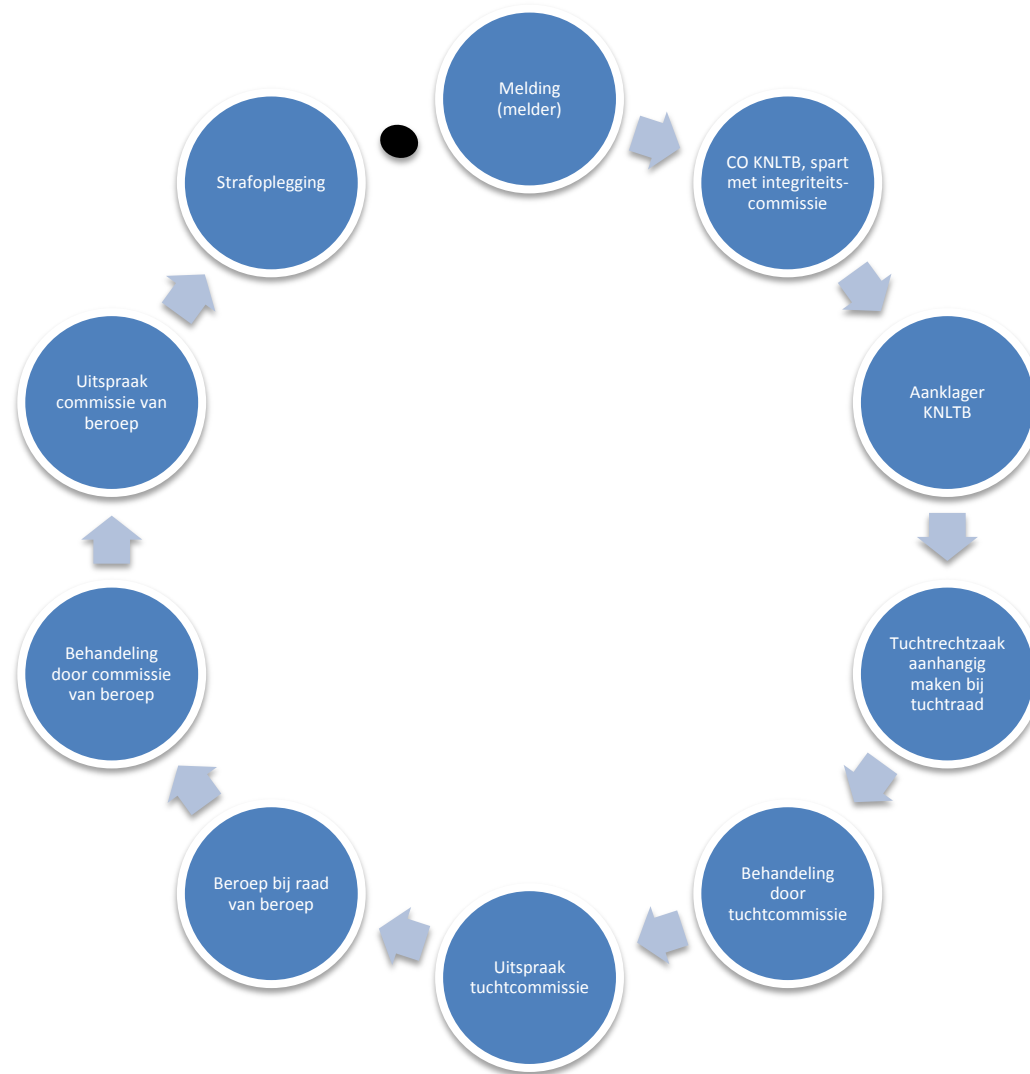 Melding
(melder)
CO KNLTB, spart
met integriteits-
commissie
Aanklager
KNLTB
Tuchtrechtzaak
aanhangig
maken bij
tuchtraad
Behandeling
door
tuchtcommissie
Uitspraak
tuchtcommissie
Beroep bij raad
van beroep
Behandeling
door commissie
van beroep
Uitspraak
commissie van
beroep
Strafoplegging